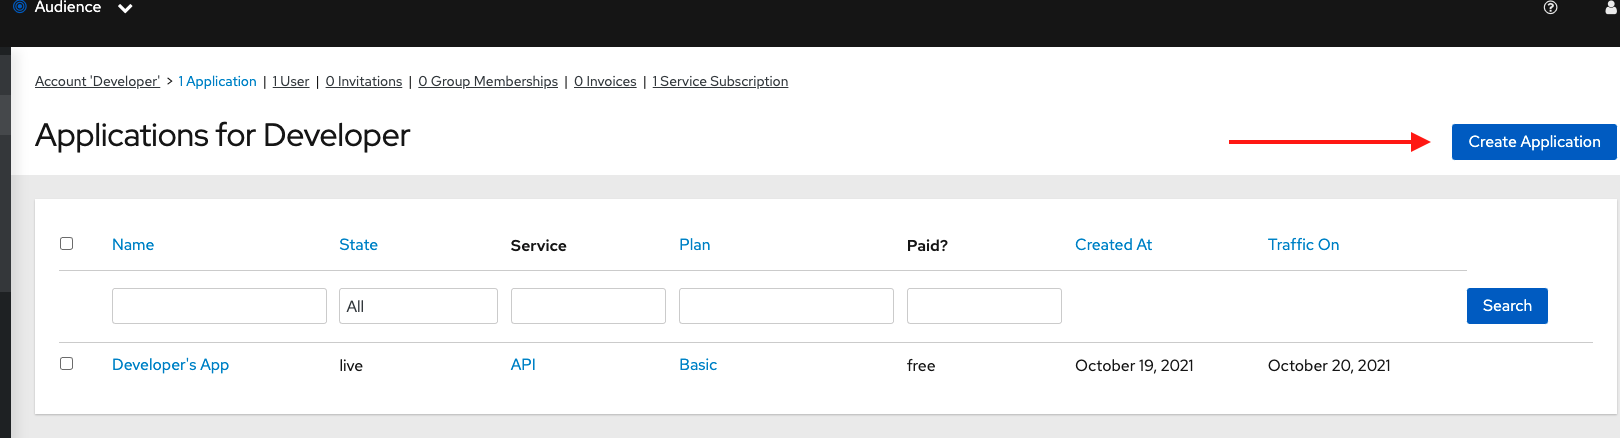 Audience
Account 'Developer' > 1 Application | 1 User | 0 Invitations | 0 Group Memberships | 0 Invoices | 1 Service Subscription
Applications for Developer
Create Application
Name State Service Plan Paid? Created At Traffic On
All
Search
Developer's App live API Basic free October 19, 2021 October 20, 2021